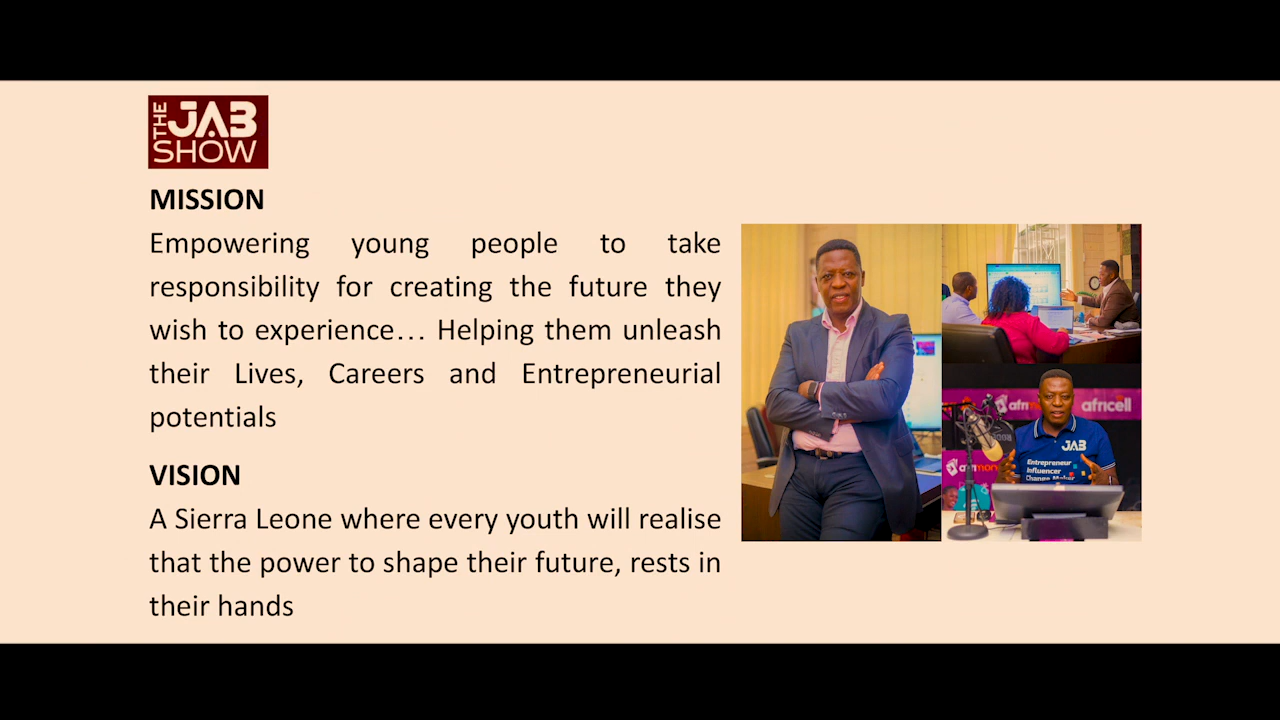 THE
JAB
SHOW
MISSION
Empowering young people to take
responsibility for creating the future they
wish to experience… Helping them unleash
their Lives, Careers and Entrepreneurial
potentials
VISION
A Sierra Leone where every youth will realise
that the power to shape their future, rests in
their hands
africell
JAB
Entrepreneur
Influencer
Change Maker